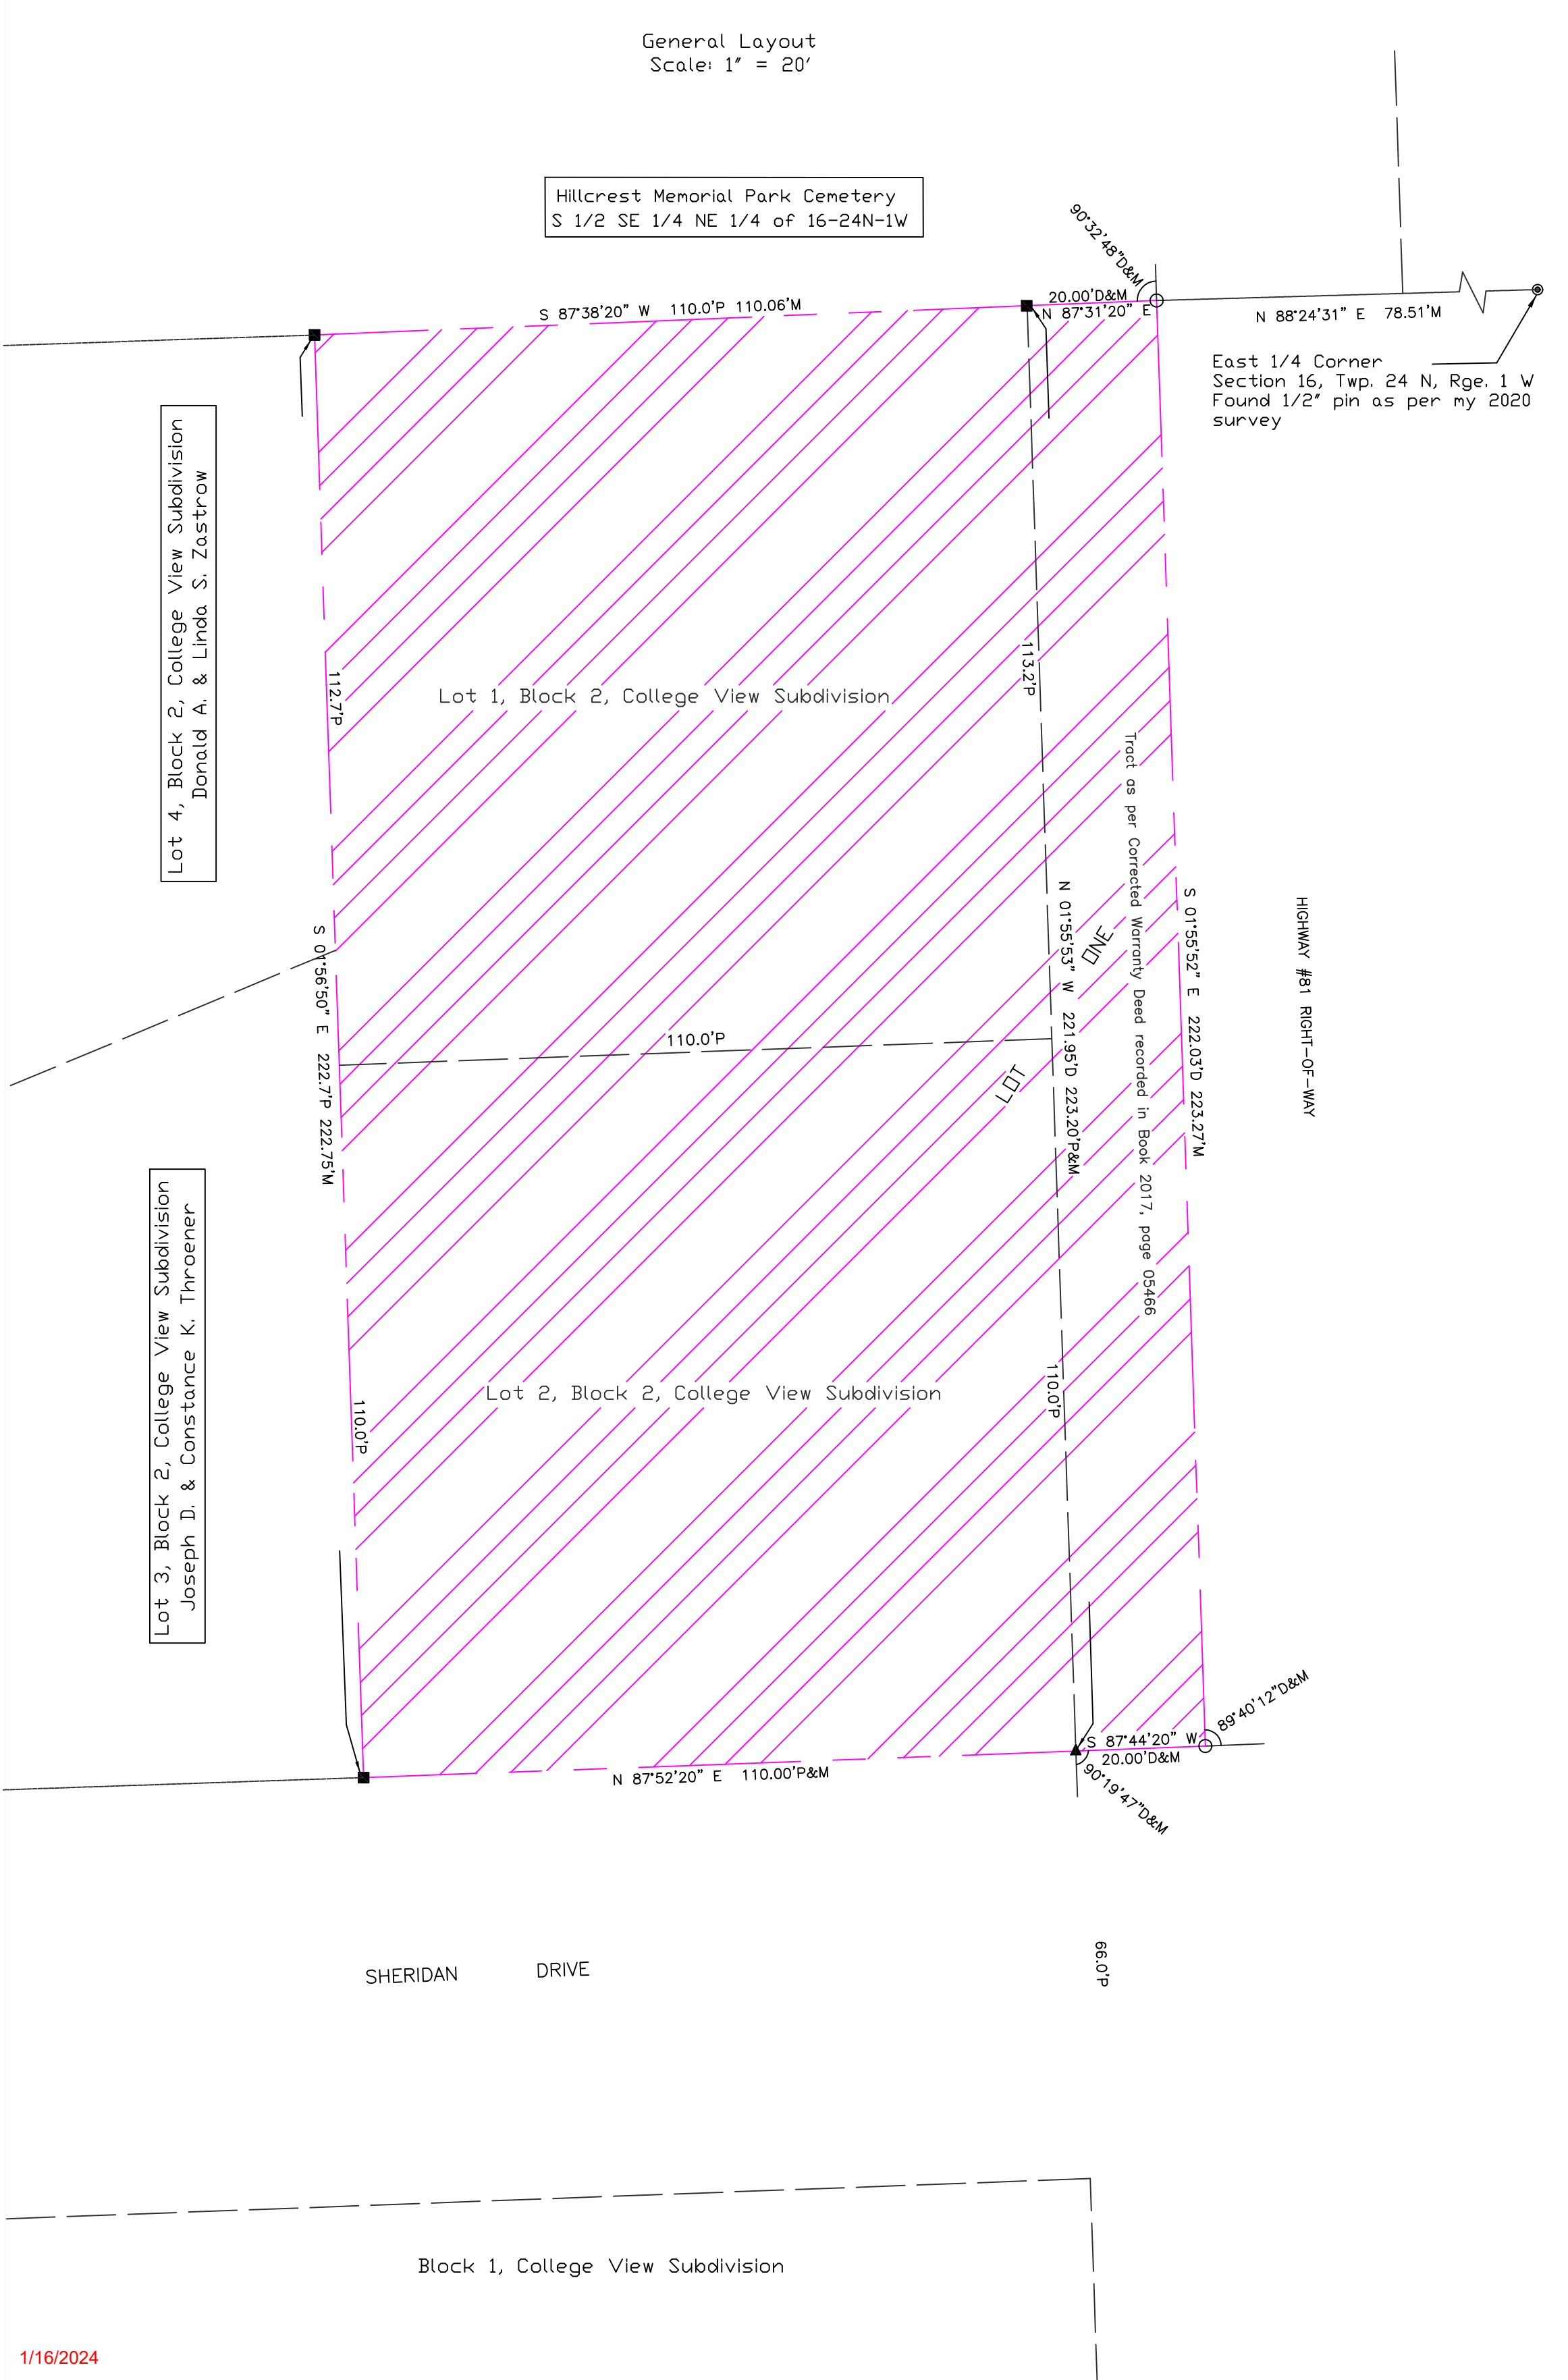 General Layout
Scale: 1" = 20'
Hillcrest Memorial Park Cemetery
S 1/2 SE 1/4 NE 1/4 of 16-24N-1W
90°32'48"D&M
S 87°38'20" W 110.0'P 110.06'M
20.00'D&M
N 87°31'20" E
N 88°24'31" E 78.51'M
East 1/4 Corner
Section 16, Twp. 24 N, Rge. 1 W
Found 1/2" pin as per my 2020
survey
Lot 4, Block 2, College View Subdivision
Donald A. & Linda S. Zastrow
112.7'P
113.2'P
Lot 1, Block 2, College View Subdivision
Tract as per Corrected Warranty Deed recorded in Book 2017, page 05466
S 01°56'50" E 222.7'P 222.75'M
N 01°55'53" W 221.95'D 223.20'P&M
S 01°55'52" E 222.03'D 223.27'M
HIGHWAY #81 RIGHT-OF-WAY
LOT ONE
110.0'P
Lot 3, Block 2, College View Subdivision
Joseph D. & Constance K. Throener
110.0'P
110.0'P
Lot 2, Block 2, College View Subdivision
89°40'12"D&M
S 87°44'20" W
20.00'D&M
N 87°52'20" E 110.00'P&M
90°19'47"D&M
SHERIDAN DRIVE
66.0'P
Block 1, College View Subdivision
1/16/2024